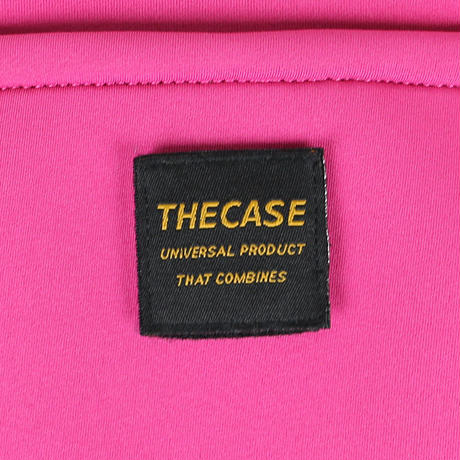 THECASE
UNIVERSAL PRODUCT
THAT COMBINES